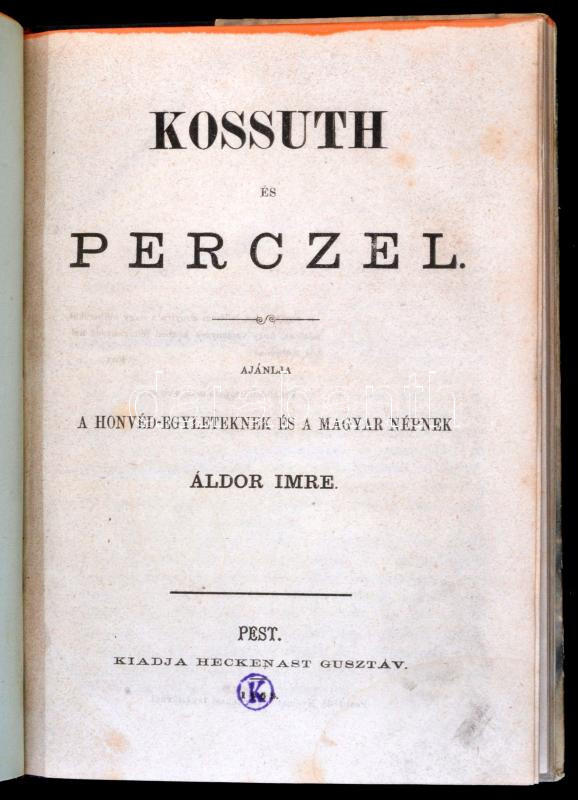 KOSSUTH
ÉS
PERCZEL.
AJÁNLJA
A HONVÉD-EGYLETEKNEK ÉS A MAGYAR NÉPNEK
ÁLDOR IMRE.
PEST.
KIADJA HECKENAST GUSZTÁV.
K